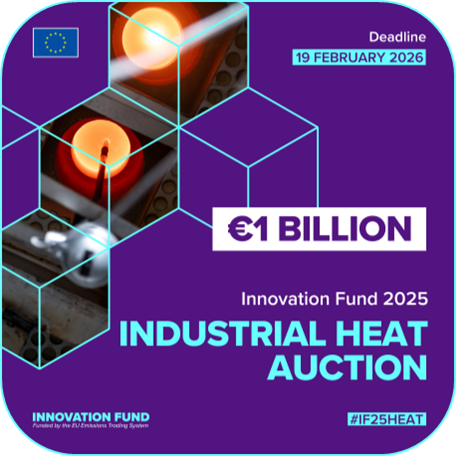 Deadline
19 FEBRUARY 2026
€1 BILLION
Innovation Fund 2025
INDUSTRIAL HEAT
AUCTION
INNOVATION FUND
Funded by the EU Emissions Trading System
#IF25HEAT